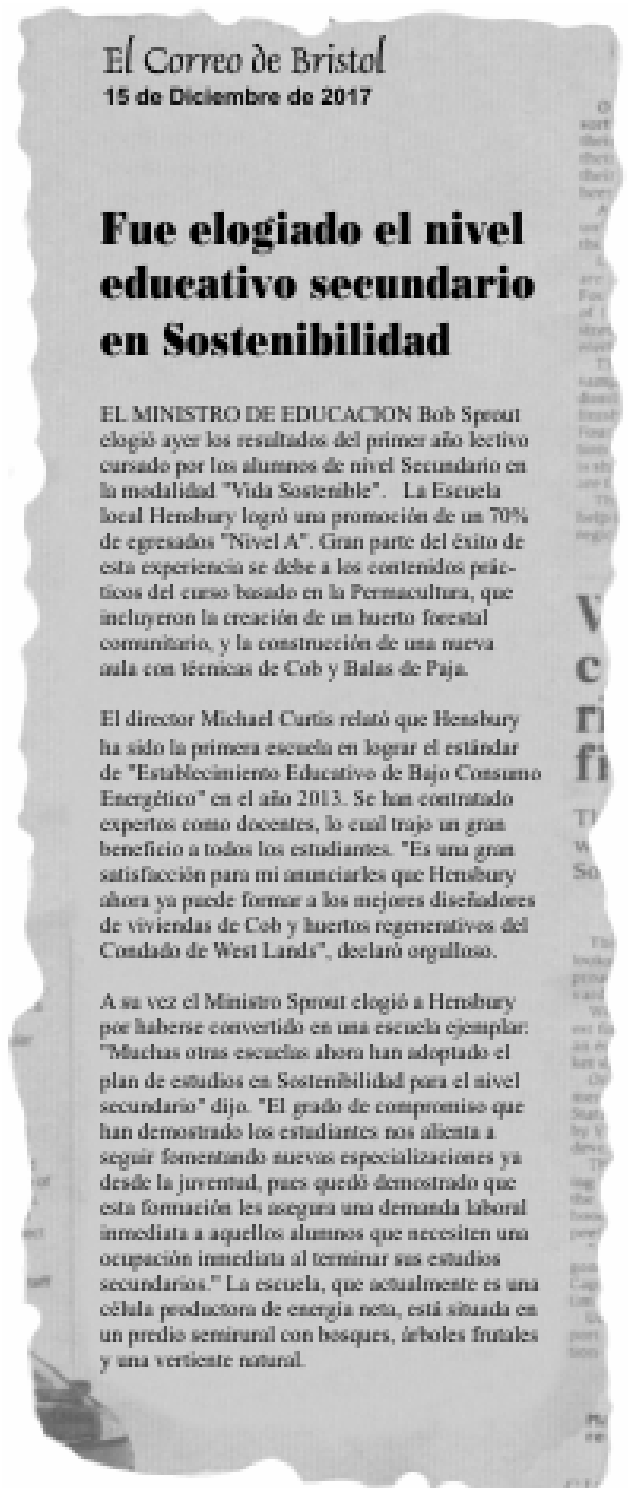 El Correo de Bristol
15 de Diciembre de 2017
Fue elogiado el nivel
educativo secundario
en Sostenibilidad
EL MINISTRO DE EDUCACION Bob Sprout
elogió ayer los resultados del primer año lectivo
cursado por los alumnos de nivel Secundario en
la modalidad "Vida Sostenible". La Escuela
local Hensbury logró una promoción de un 70%
de egresados "Nivel A". Gran parte del éxito de
esta experiencia se debe a los contenidos prác-
ticos del curso basado en la Permacultura, que
incluyeron la creación de un huerto forestal
comunitario, y la construcción de una nueva
aula con técnicas de Cob y Balas de Paja.
El director Michael Curtis relató que Hensbury
ha sido la primera escuela en lograr el estándar
de "Establecimiento Educativo de Bajo Consumo
Energético" en el año 2013. Se han contratado
expertos como docentes, lo cual trajo un gran
beneficio a todos los estudiantes. "Es una gran
satisfacción para mi anunciarles que Hensbury
ahora ya puede formar a los mejores diseñadores
de viviendas de Cob y huertos regenerativos del
Condado de West Lands", declaró orgulloso.
A su vez el Ministro Sprout elogió a Hensbury
por haberse convertido en una escuela ejemplar:
"Muchas otras escuelas ahora han adoptado el
plan de estudios en Sostenibilidad para el nivel
secundario" dijo. "El grado de compromiso que
han demostrado los estudiantes nos alienta a
seguir fomentando nuevas especializaciones ya
desde la juventud, pues quedó demostrado que
esta formación les asegura una demanda laboral
inmediata a aquellos alumnos que necesiten una
ocupación inmediata al terminar sus estudios
secundarios." La escuela, que actualmente es una
célula productora de energía neta, está situada en
un predio semirural con bosques, árboles frutales
y una vertiente natural.